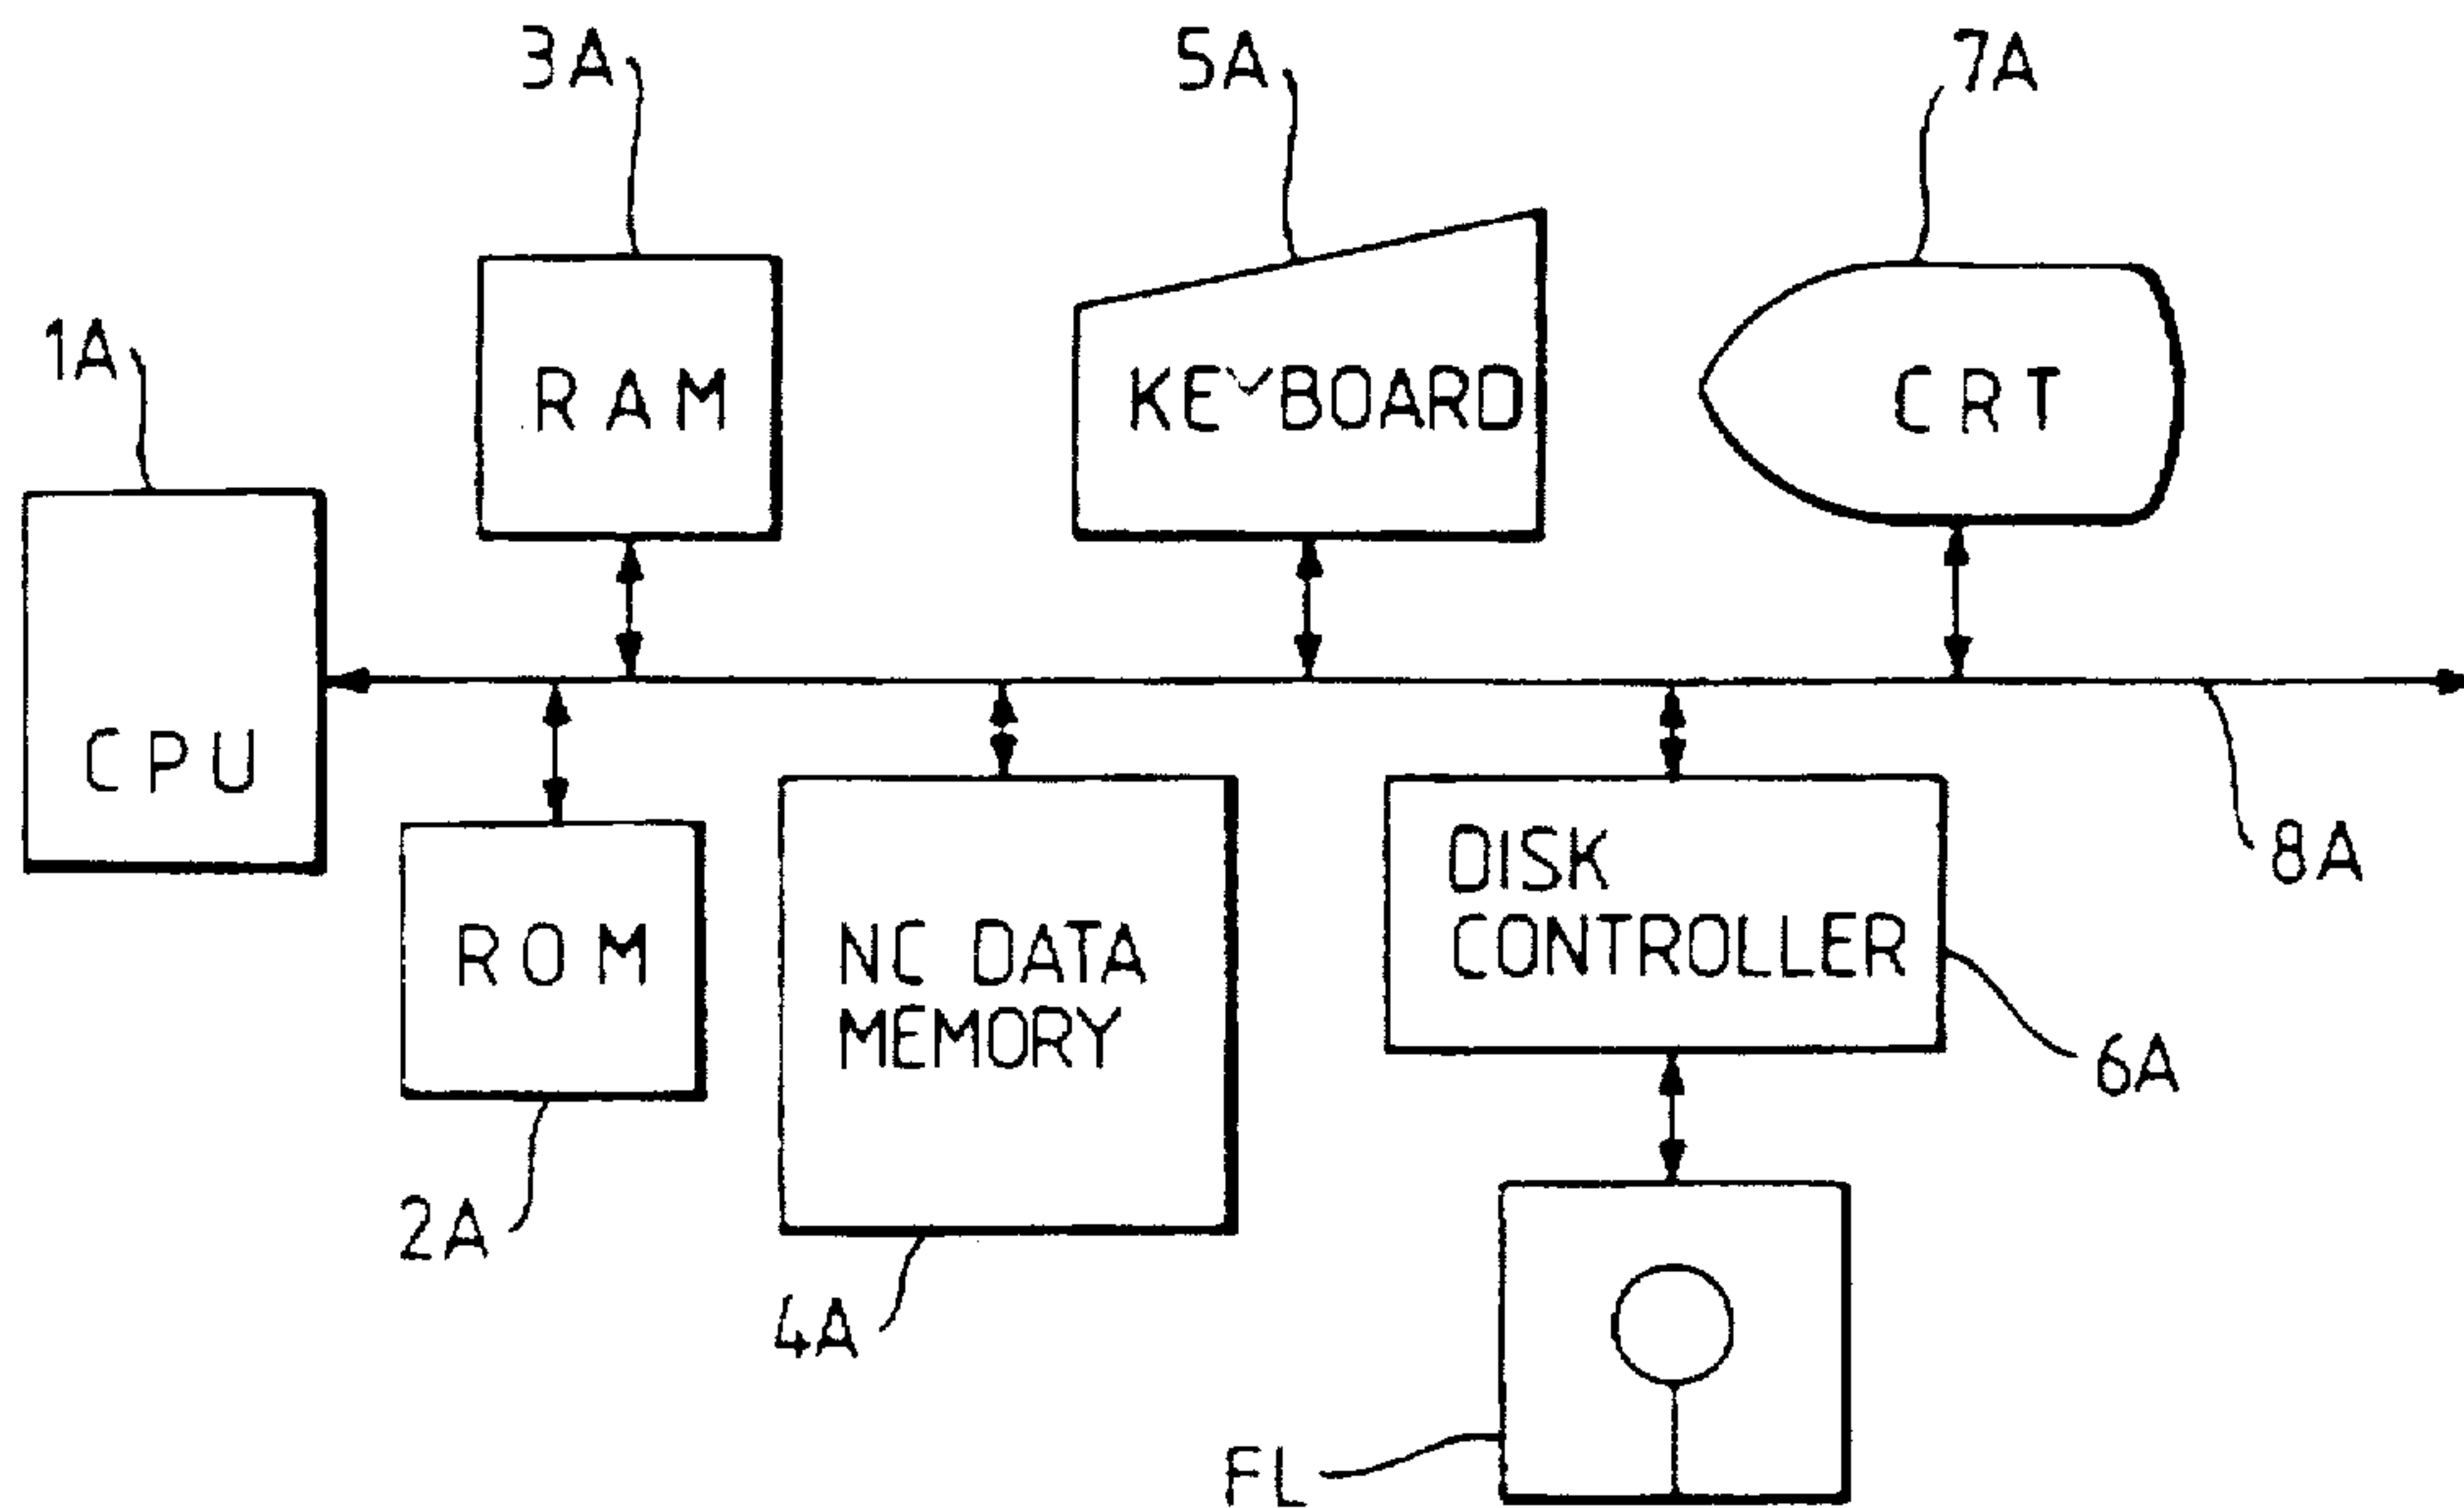 3A
5A
7A
1A
RAM
KEYBOARD
CRT
CPU
8A
ROM
NC DATA
MEMORY
DISK
CONTROLLER
6A
2A
4A
FL